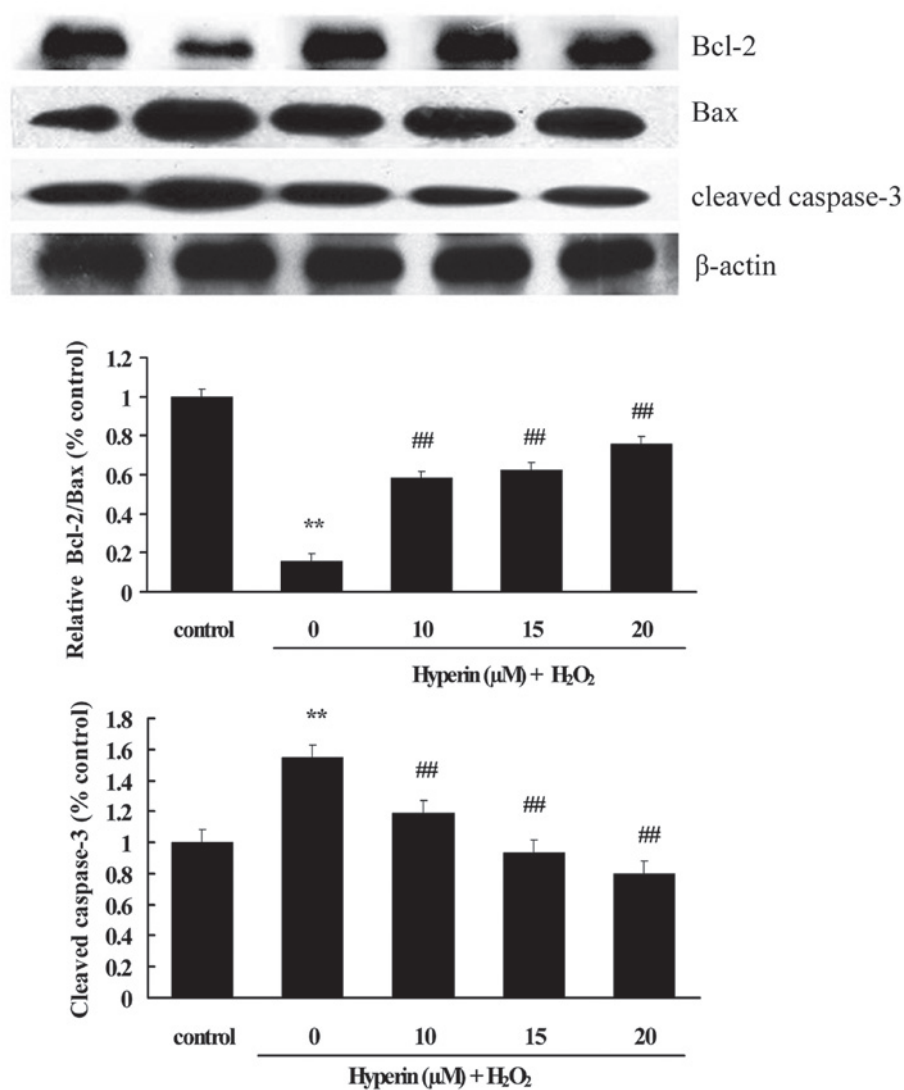 Bcl-2
Bax
cleaved caspase-3
β-actin
Relative Bcl-2/Bax (% control)
1.2
1
0.8
0.6
0.4
0.2
0
**
##
##
##
control 0 10 15 20
Hyperin (μM) + H₂O₂
Cleaved caspase-3 (% control)
1.8
1.6
1.4
1.2
1
0.8
0.6
0.4
0.2
0
**
##
##
##
control 0 10 15 20
Hyperin (μM) + H₂O₂